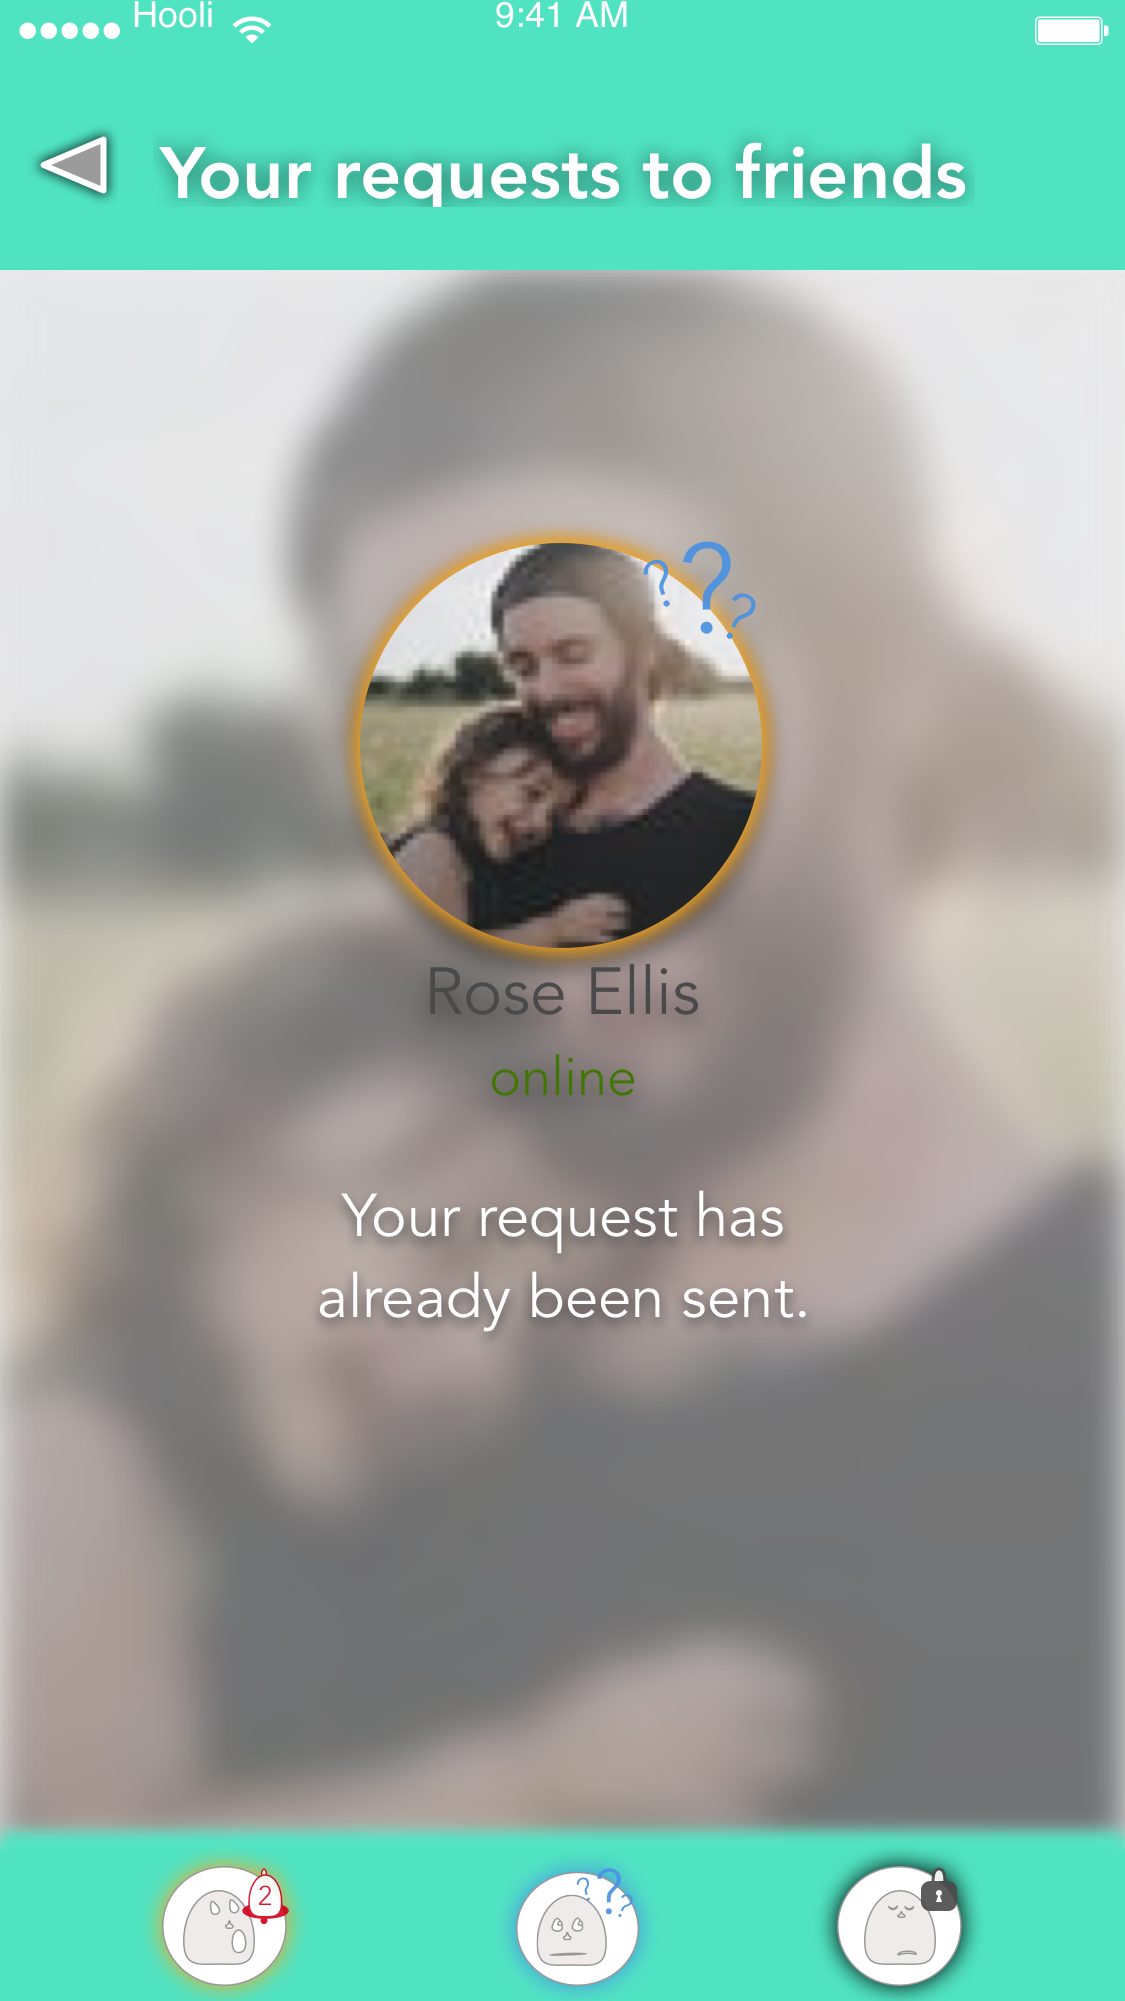 Hooli 9:41 AM
Your requests to friends
? ? ?
Rose Ellis
online
Your request has
already been sent.
2 ? ? ?